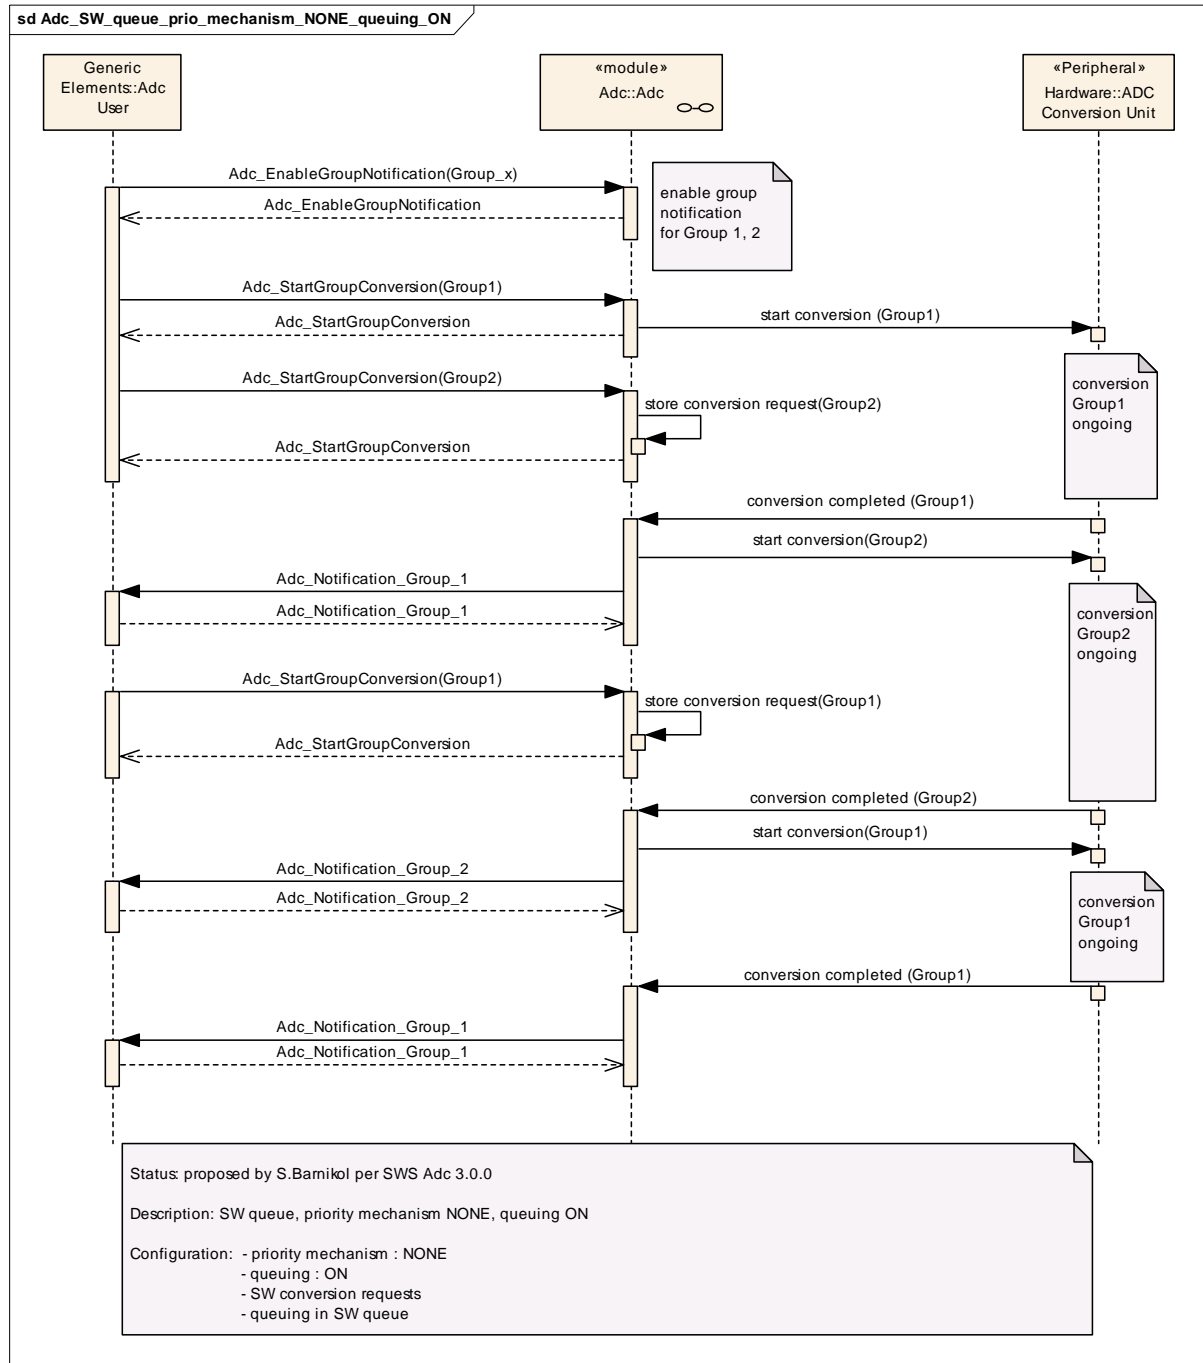 sd Adc_SW_queue_prio_mechanism_NONE_queuing_ON
Generic
Elements::Adc
User
«module»
Adc::Adc
«Peripheral»
Hardware::ADC
Conversion Unit
Adc_EnableGroupNotification(Group_x)
Adc_EnableGroupNotification
enable group
notification
for Group 1, 2
Adc_StartGroupConversion(Group1)
start conversion (Group1)
Adc_StartGroupConversion
Adc_StartGroupConversion(Group2)
store conversion request(Group2)
Adc_StartGroupConversion
conversion
Group1
ongoing
conversion completed (Group1)
start conversion(Group2)
Adc_Notification_Group_1
Adc_Notification_Group_1
conversion
Group2
ongoing
Adc_StartGroupConversion(Group1)
store conversion request(Group1)
Adc_StartGroupConversion
conversion completed (Group2)
start conversion(Group1)
Adc_Notification_Group_2
Adc_Notification_Group_2
conversion
Group1
ongoing
conversion completed (Group1)
Adc_Notification_Group_1
Adc_Notification_Group_1
Status: proposed by S.Barnikol per SWS Adc 3.0.0
Description: SW queue, priority mechanism NONE, queuing ON
Configuration: - priority mechanism : NONE
- queuing : ON
- SW conversion requests
- queuing in SW queue